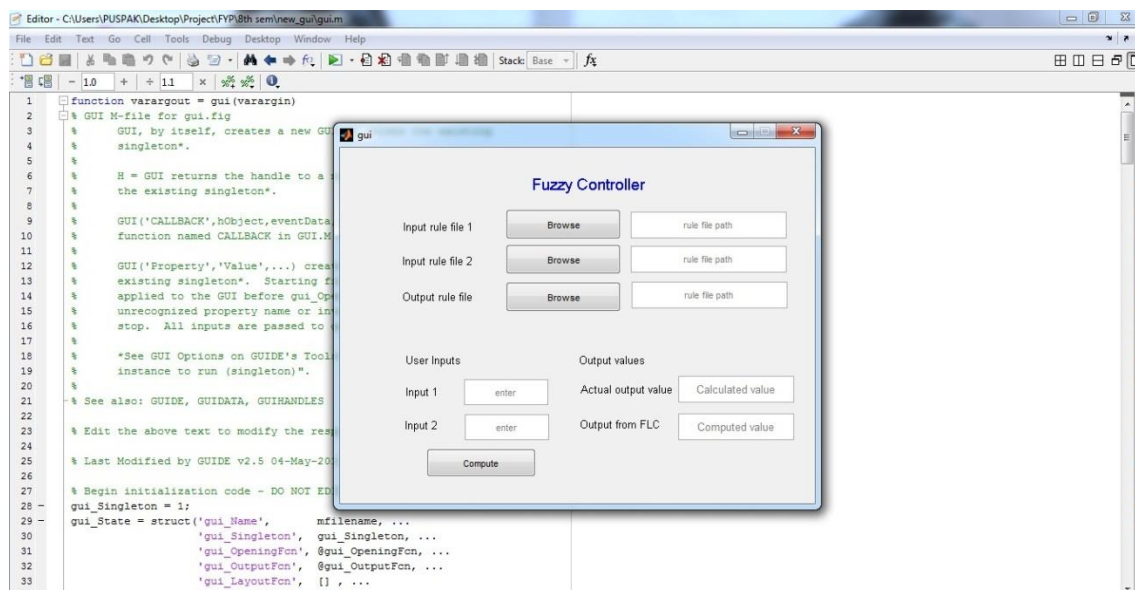 Editor - C:\Users\PUSPAK\Desktop\Project\FYP\8th sem\new_gui\gui.m
File Edit Text Go Cell Tools Debug Desktop Window Help
Stack: Base fx
- 1.0 + ÷ 1.1 ×
1 function varargout = gui(varargin)
2 % GUI M-file for gui.fig
3 % GUI, by itself, creates a new GUI
4 % singleton*.
5 %
6 % H = GUI returns the handle to a
7 % the existing singleton*.
8 %
9 % GUI('CALLBACK',hObject,eventData,
10 % function named CALLBACK in GUI.M
11 %
12 % GUI('Property','Value',...) crea
13 % existing singleton*. Starting f
14 % applied to the GUI before gui_Op
15 % unrecognized property name or in
16 % stop. All inputs are passed to
17 %
18 % *See GUI Options on GUIDE's Tool
19 % instance to run (singleton)".
20 %
21 % See also: GUIDE, GUIDATA, GUIHANDLES
22
23 % Edit the above text to modify the res
24
25 % Last Modified by GUIDE v2.5 04-May-20
26
27 % Begin initialization code - DO NOT ED
28 - gui_Singleton = 1;
29 - gui_State = struct('gui_Name', mfilename, ...
30 'gui_Singleton', gui_Singleton, ...
31 'gui_OpeningFcn', @gui_OpeningFcn, ...
32 'gui_OutputFcn', @gui_OutputFcn, ...
33 'gui_LayoutFcn', [] , ...
gui
Fuzzy Controller
Input rule file 1 Browse rule file path
Input rule file 2 Browse rule file path
Output rule file Browse rule file path
User Inputs Output values
Input 1 enter Actual output value Calculated value
Input 2 enter Output from FLC Computed value
Compute